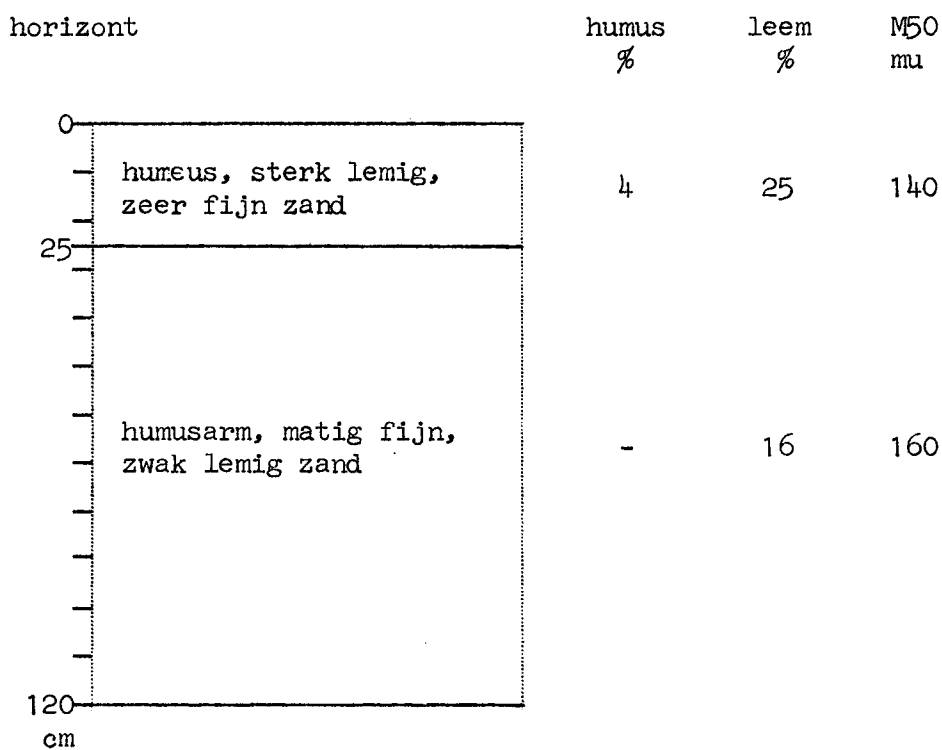 horizont humus leem M50
% % mu
0
humeus, sterk lemig,
zeer fijn zand 4 25 140
25
humusarm, matig fijn,
zwak lemig zand - 16 160
120
cm